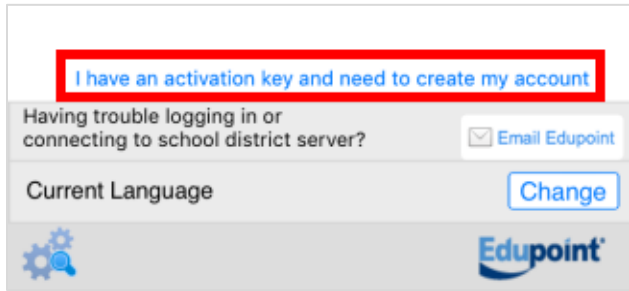 I have an activation key and need to create my account
Having trouble logging in or
connecting to school district server?
Email Edupoint
Current Language
Change
Edupoint